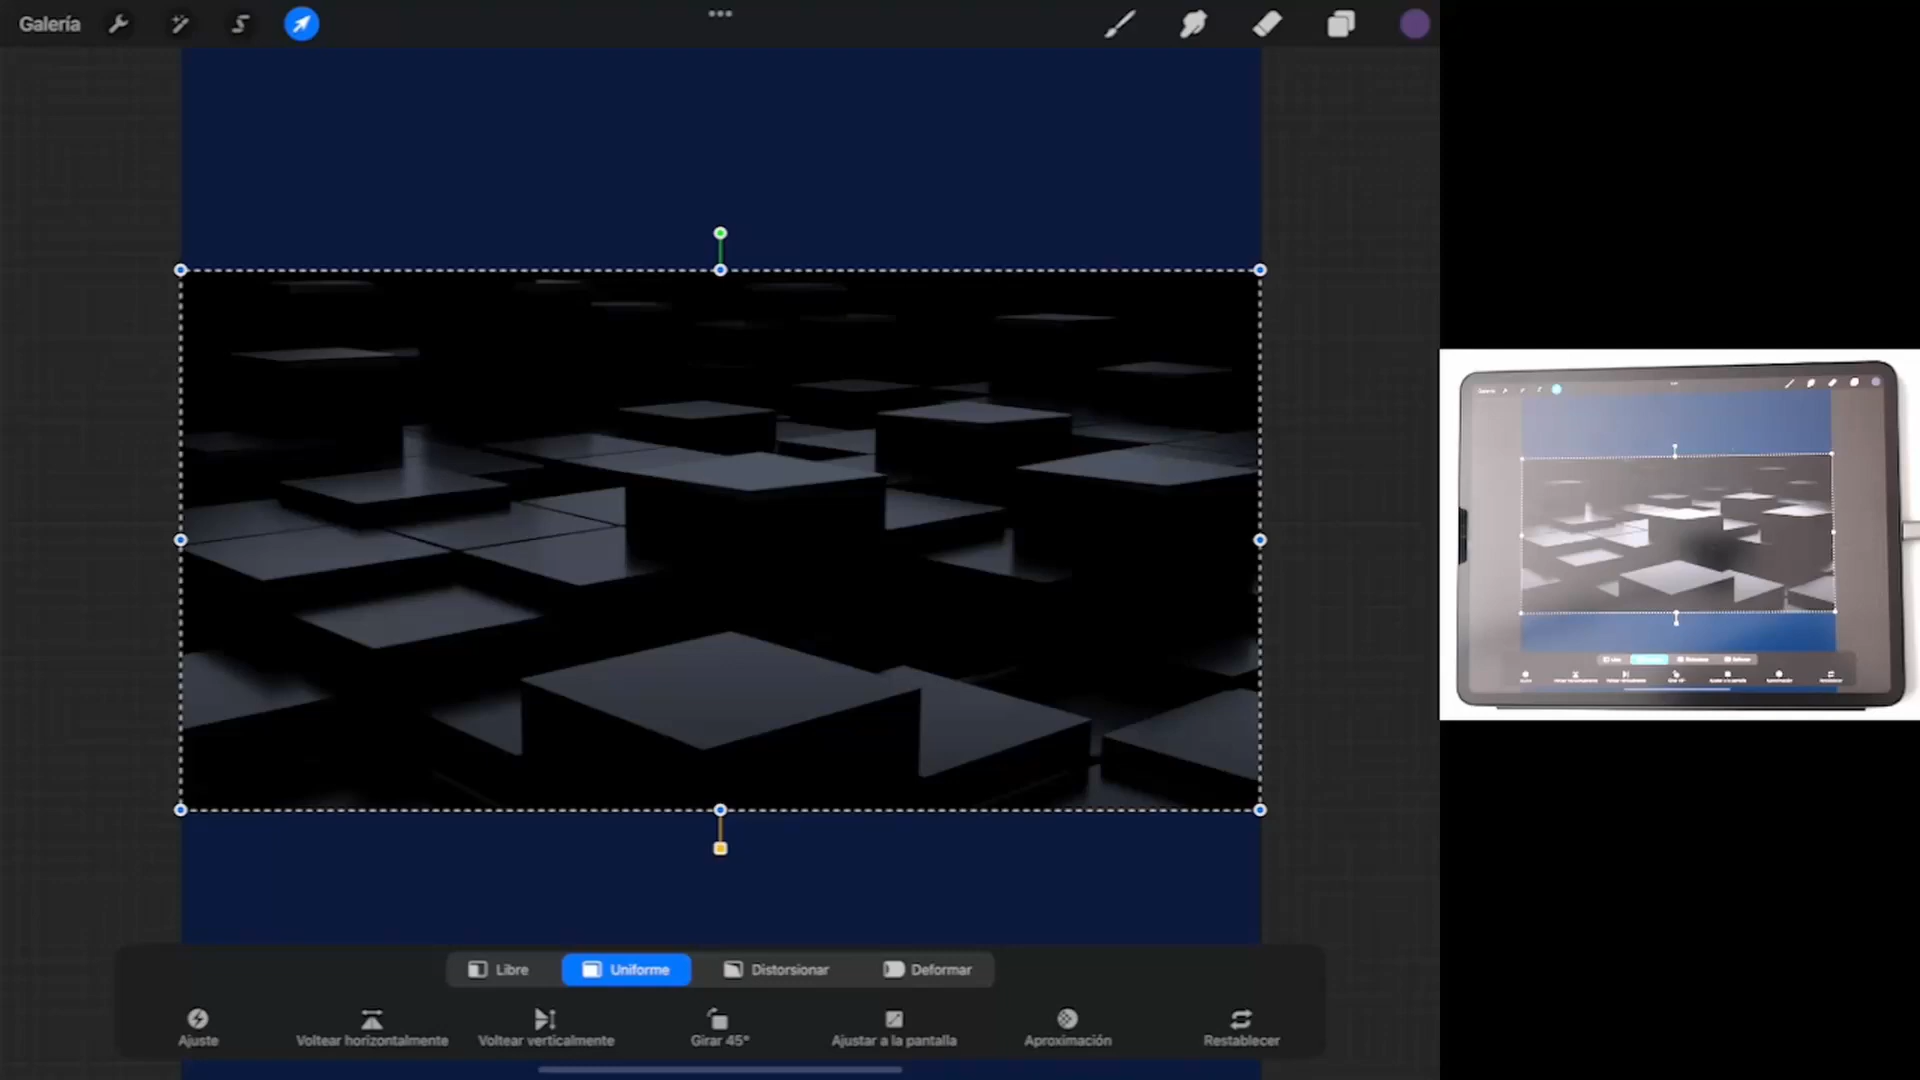 Galería
Libre
Uniforme
Distorsionar
Deformar
Ajuste
Voltear horizontalmente
Voltear verticalmente
Girar 45°
Ajustar a la pantalla
Aproximación
Restablecer